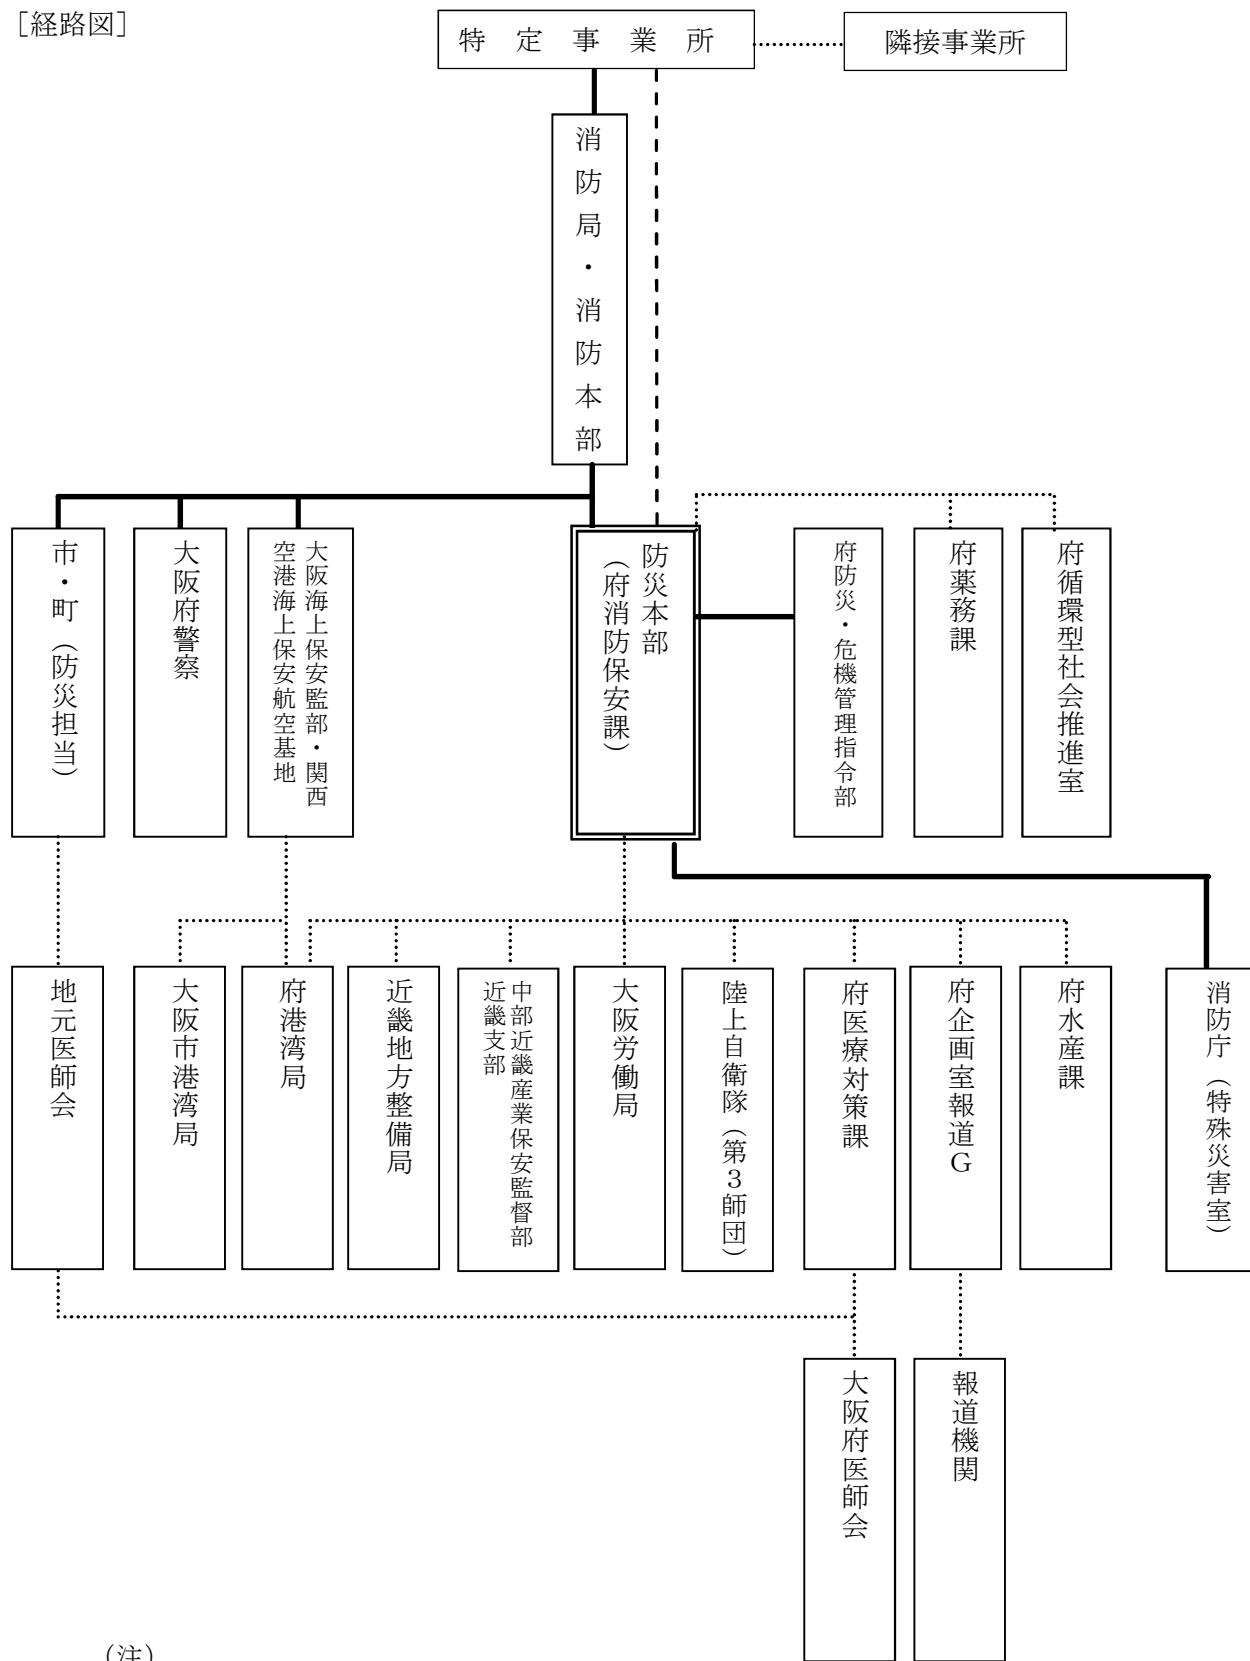 ［経路図］
特定事業所
隣接事業所
消防局・消防本部
市・町（防災担当）
大阪府警察
大阪海上保安監部・関西
空港海上保安航空基地
防災本部
（府消防保安課）
府防災・危機管理指令部
府薬務課
府循環型社会推進室
地元医師会
大阪市港湾局
府港湾局
近畿地方整備局
中部近畿産業保安監督部
近畿支部
大阪労働局
陸上自衛隊（第３師団）
府医療対策課
府企画室報道Ｇ
府水産課
消防庁（特殊災害室）
大阪府医師会
報道機関
（注）